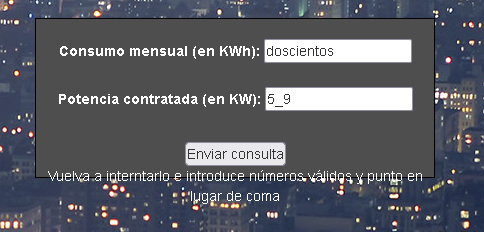 Consumo mensual (en KWh): doscientos
Potencia contratada (en KW): 5_9
Enviar consulta
Vuelva a interntarlo e introduce números válidos y punto en
lugar de coma